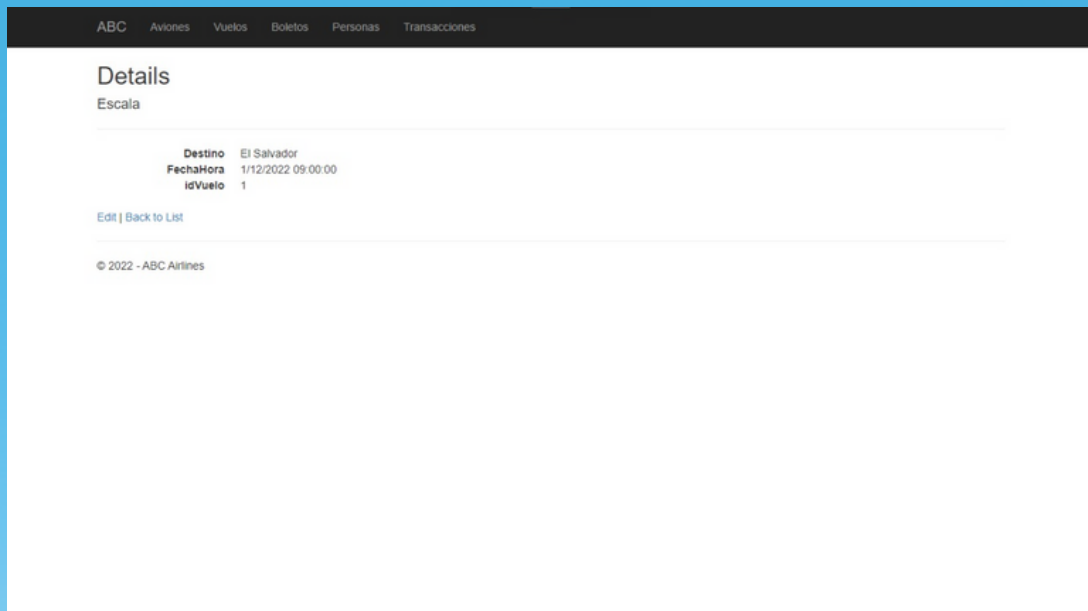 ABC Aviones Vuelos Boletos Personas Transacciones
Details
Escala
Destino El Salvador
FechaHora 1/12/2022 09:00:00
idVuelo 1
Edit | Back to List
© 2022 - ABC Airlines